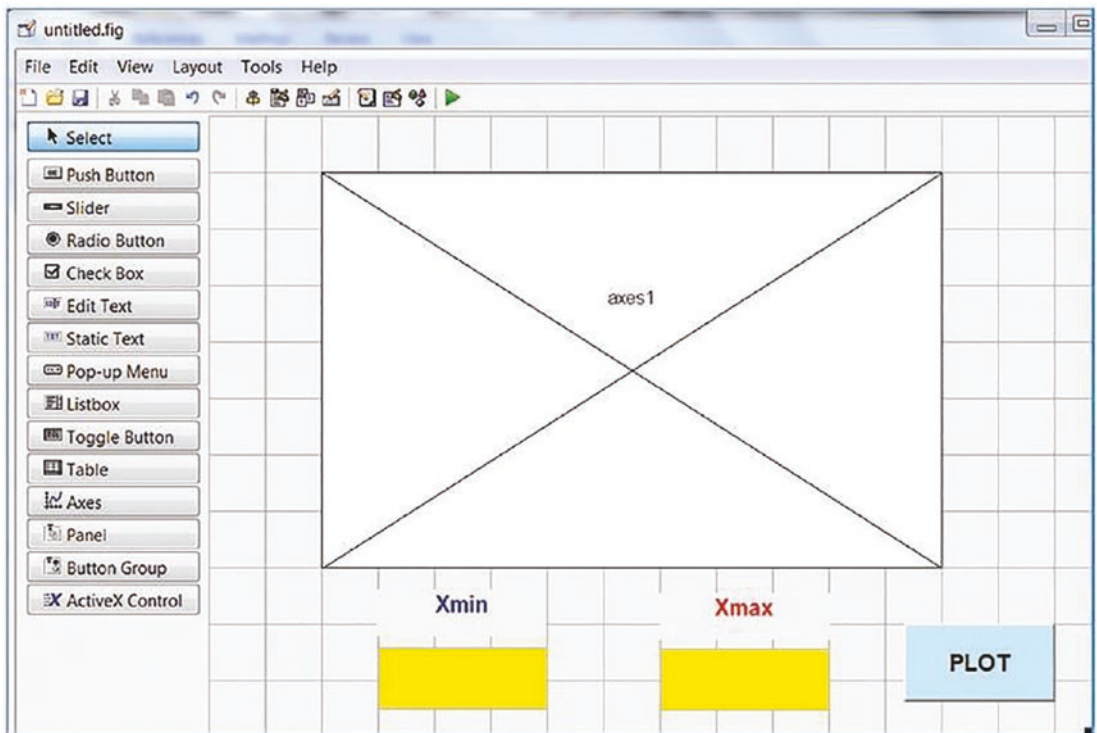 untitled.fig
File Edit View Layout Tools Help
Select
Push Button
Slider
Radio Button
Check Box
Edit Text
Static Text
Pop-up Menu
Listbox
Toggle Button
Table
Axes
Panel
Button Group
ActiveX Control
axes1
Xmin
Xmax
PLOT